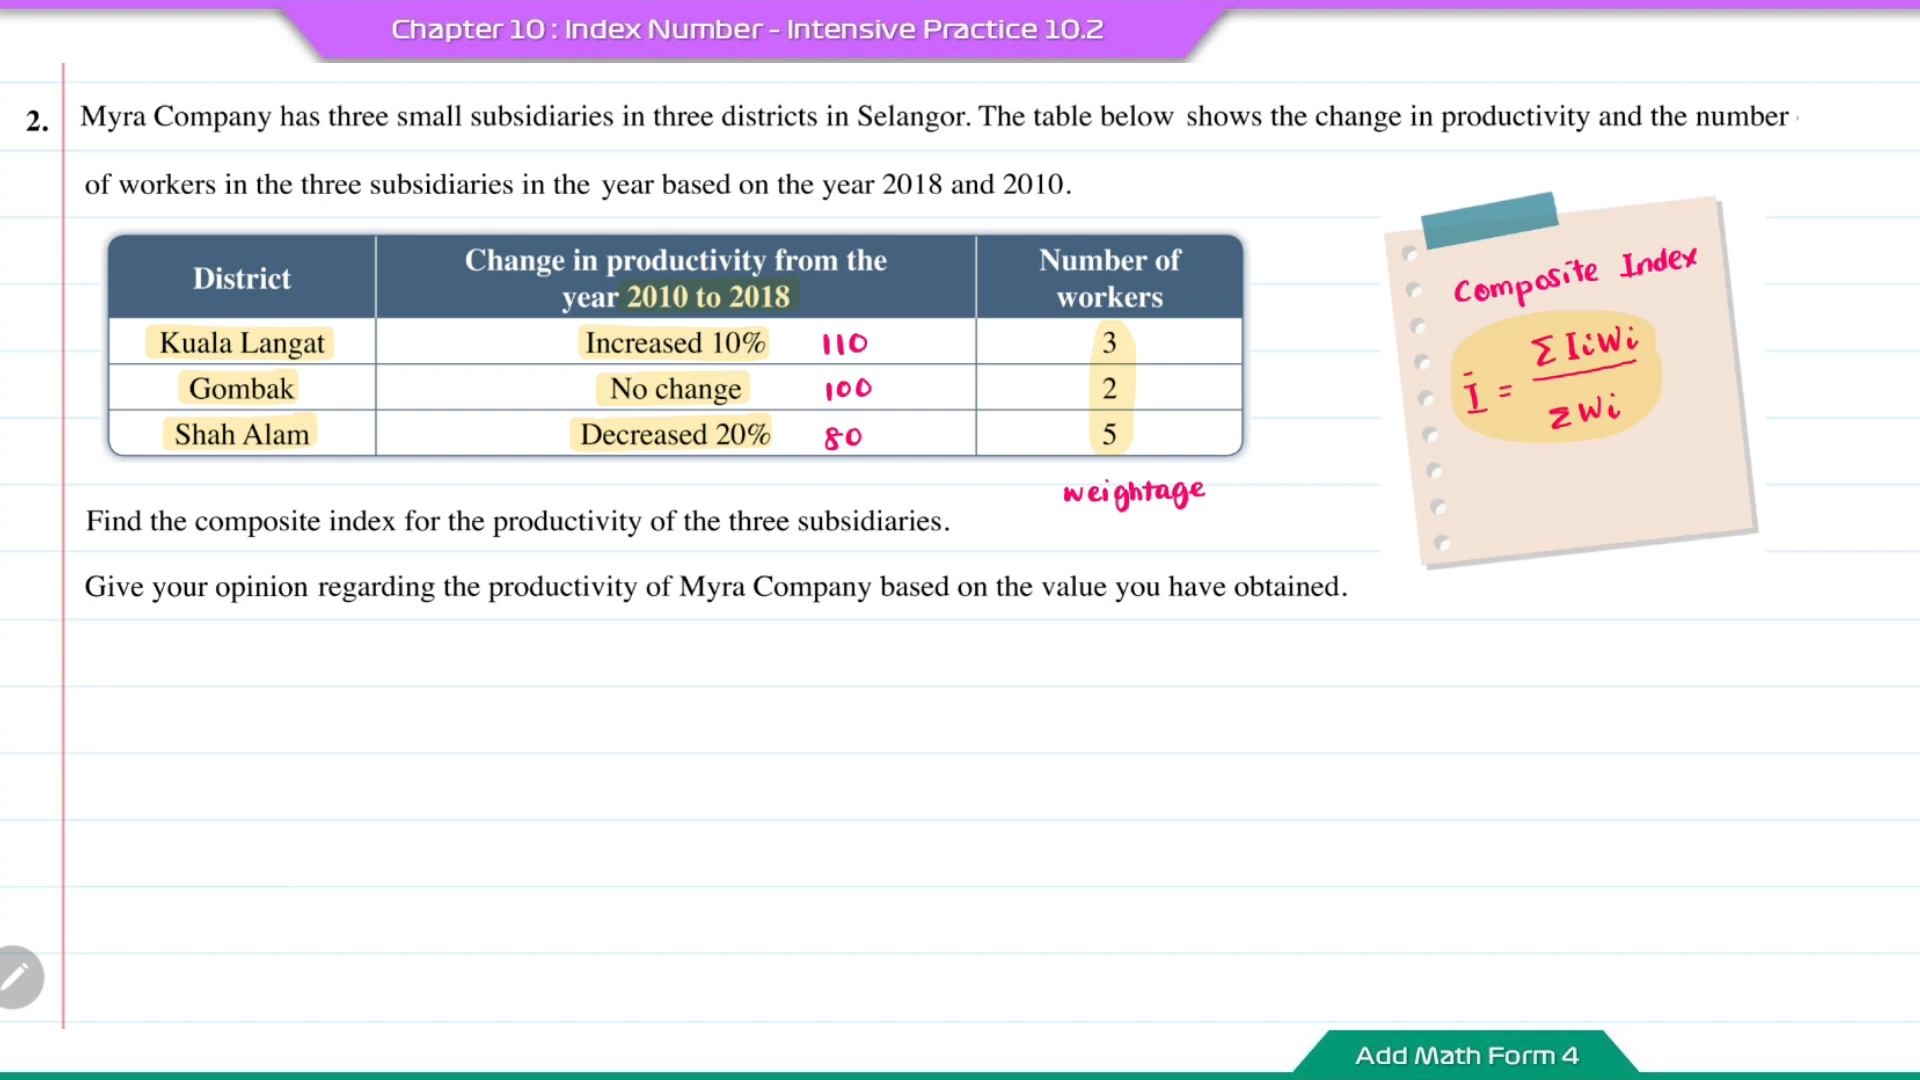 Chapter 10 : Index Number - Intensive Practice 10.2
2. Myra Company has three small subsidiaries in three districts in Selangor. The table below shows the change in productivity and the number
of workers in the three subsidiaries in the year based on the year 2018 and 2010.
District Change in productivity from the year 2010 to 2018 Number of workers
Kuala Langat Increased 10% 110 3
Gombak No change 100 2
Shah Alam Decreased 20% 80 5
weightage
Composite Index
Ī = Σ IiWi / Σ Wi
Find the composite index for the productivity of the three subsidiaries.
Give your opinion regarding the productivity of Myra Company based on the value you have obtained.
Add Math Form 4